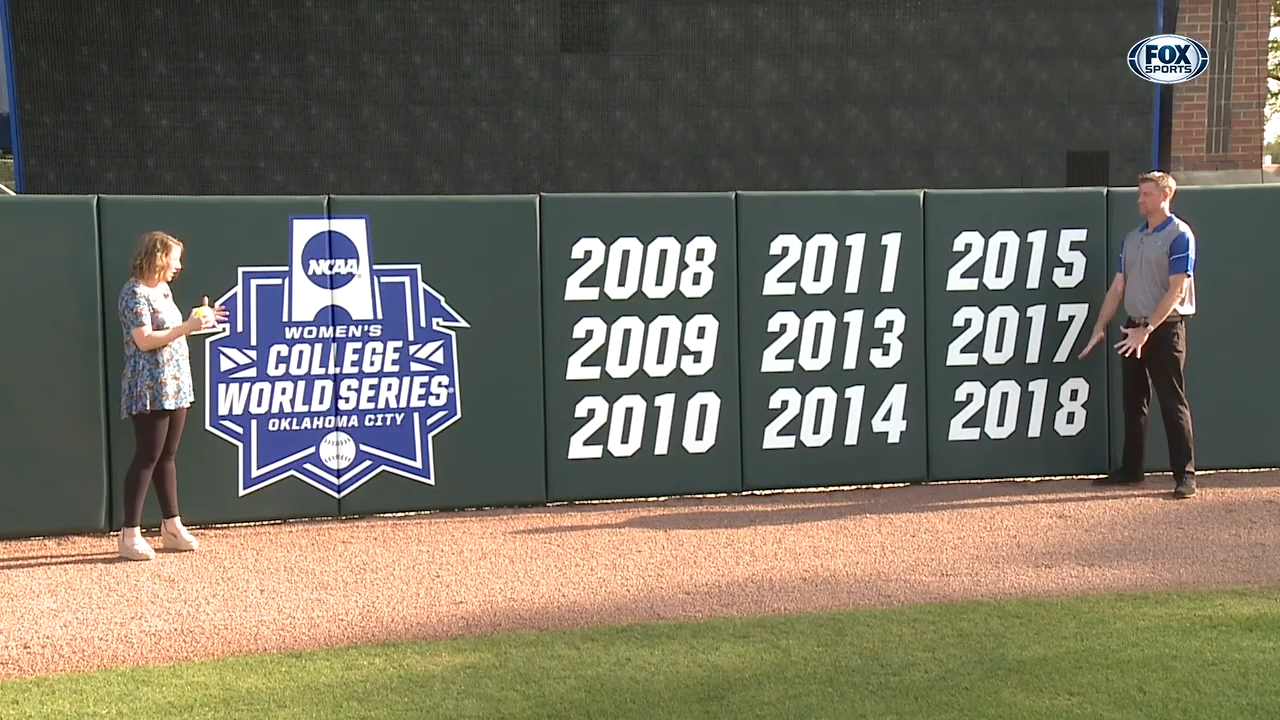 FOX
SPORTS
NCAA
WOMEN'S
COLLEGE
WORLD SERIES
OKLAHOMA CITY
2008
2009
2010
2011
2013
2014
2015
2017
2018